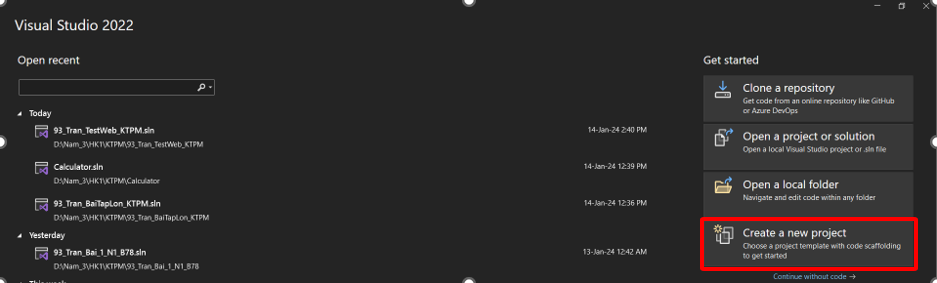 Visual Studio 2022
Open recent
Today
93_Tran_TestWeb_KTPM.sln
14-Jan-24 2:40 PM
D:\Nam_3\HK1\KTPM\93_Tran_TestWeb_KTPM
Calculator.sln
14-Jan-24 12:39 PM
D:\Nam_3\HK1\KTPM\Calculator
93_Tran_BaiTapLon_KTPM.sln
14-Jan-24 12:36 PM
D:\Nam_3\HK1\KTPM\93_Tran_BaiTapLon_KTPM
Yesterday
93_Tran_Bai_1_N1_B78.sln
13-Jan-24 12:42 AM
D:\Nam_3\HK1\KTPM\93_Tran_Bai_1_N1_B78
This week
Get started
Clone a repository
Get code from an online repository like GitHub
or Azure DevOps
Open a project or solution
Open a local Visual Studio project or .sln file
Open a local folder
Navigate and edit code within any folder
Create a new project
Choose a project template with code scaffolding
to get started
Continue without code →